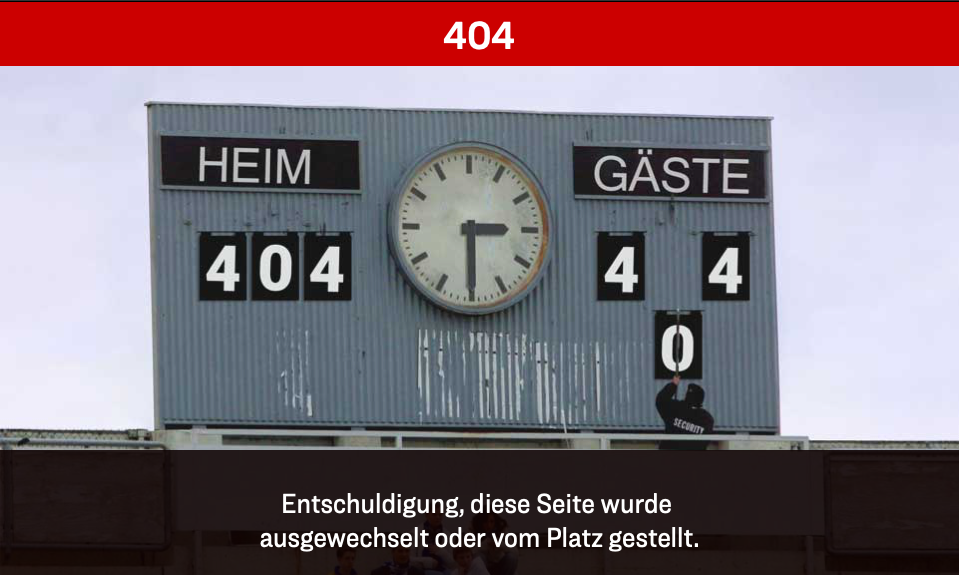 404
HEIM
GÄSTE
404
4 4
0
SECURITY
Entschuldigung, diese Seite wurde
ausgewechselt oder vom Platz gestellt.